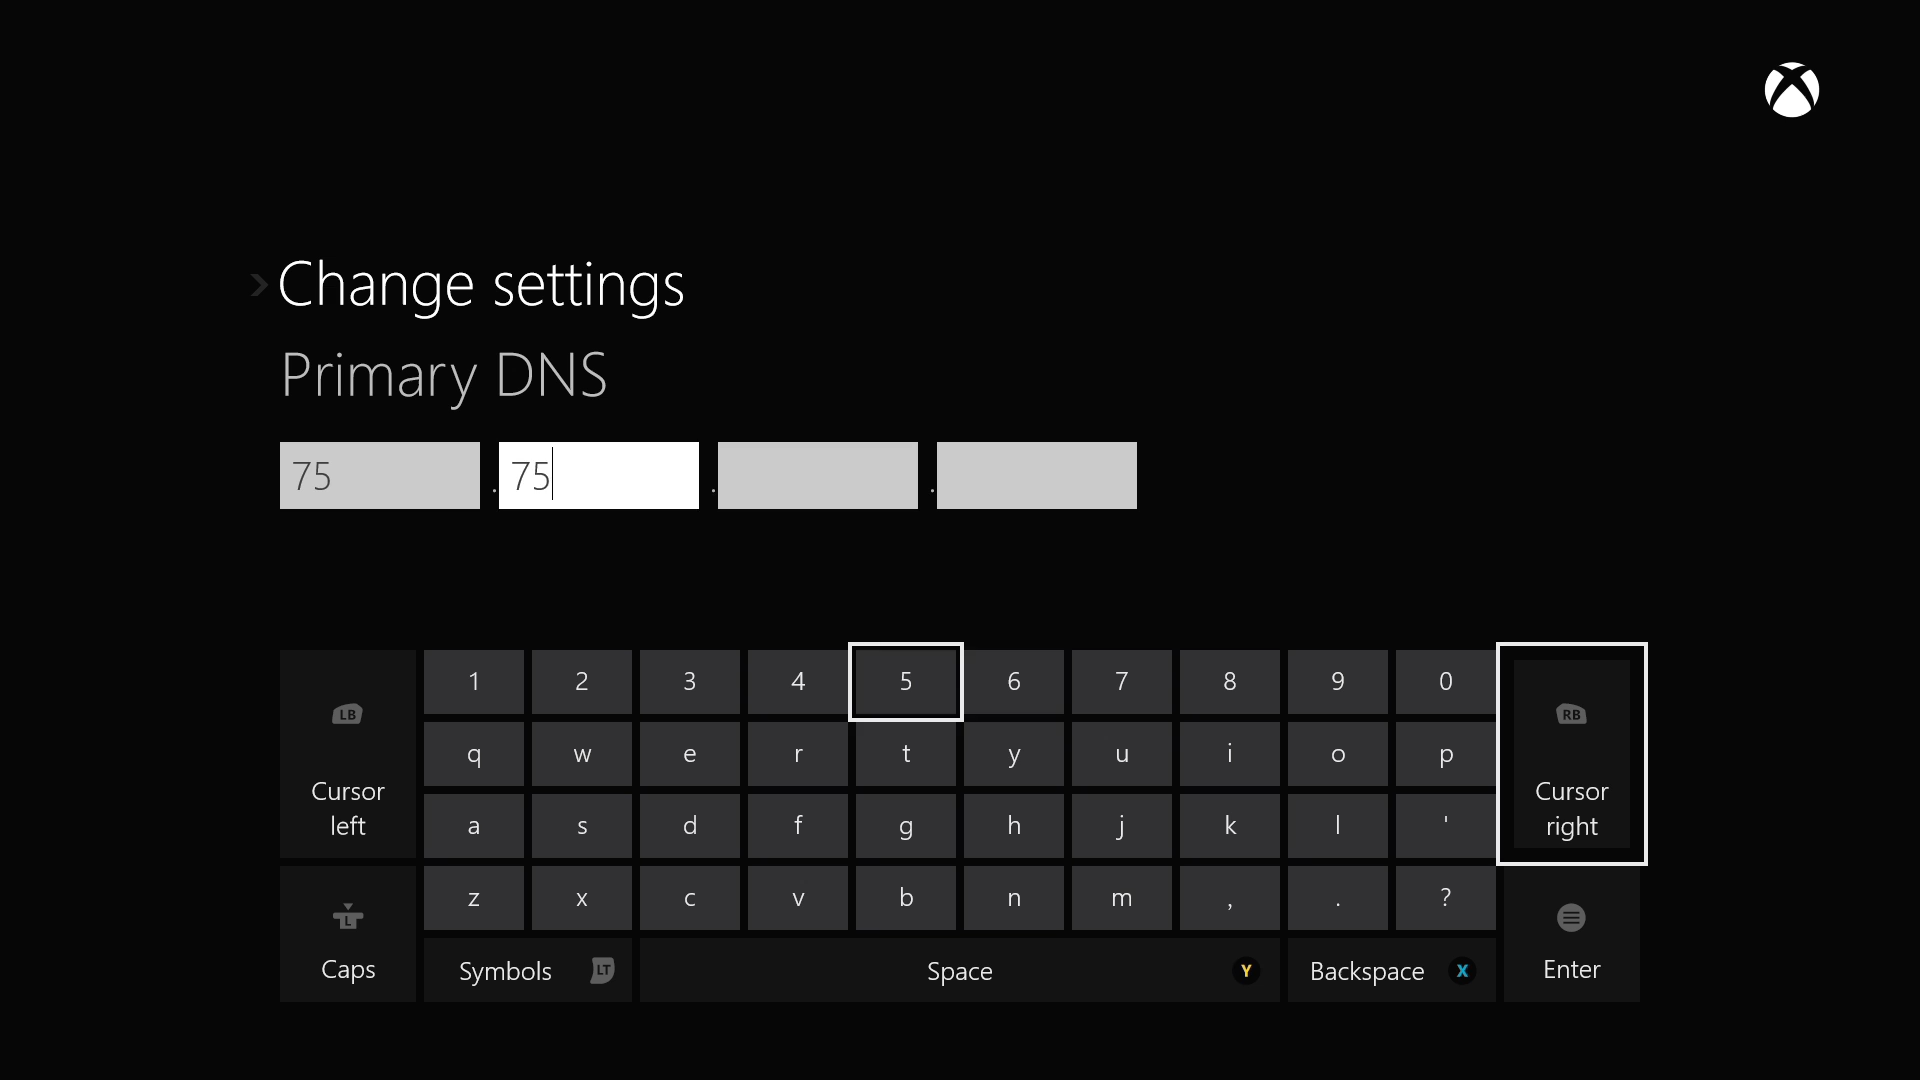 Change settings
Primary DNS
75 . 75 . .
1 2 3 4 5 6 7 8 9 0
LB RB
q w e r t y u i o p
Cursor left
Cursor right
a s d f g h j k l '
z x c v b n m , . ?
L
Caps
Symbols LT
Space Y
Backspace X
Enter